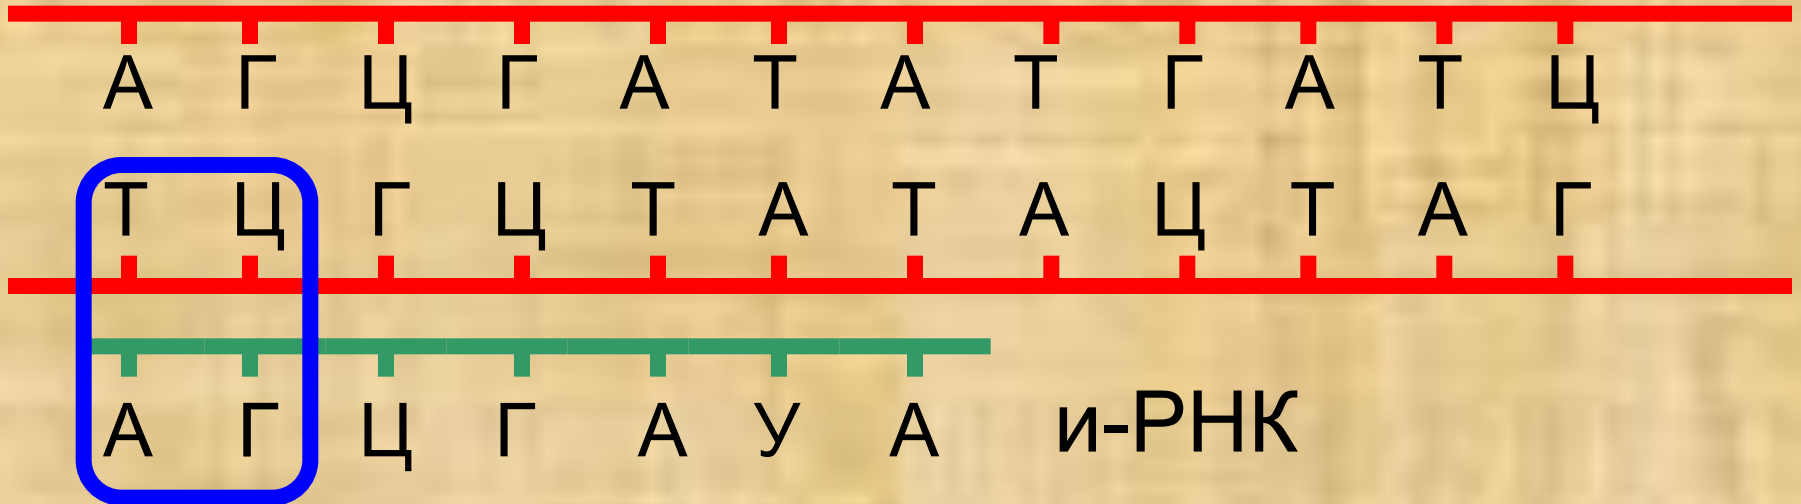 А Г Ц Г А Т А Т Г А Т Ц
Т Ц Г Ц Т А Т А Ц Т А Г
А Г Ц Г А У А и-РНК